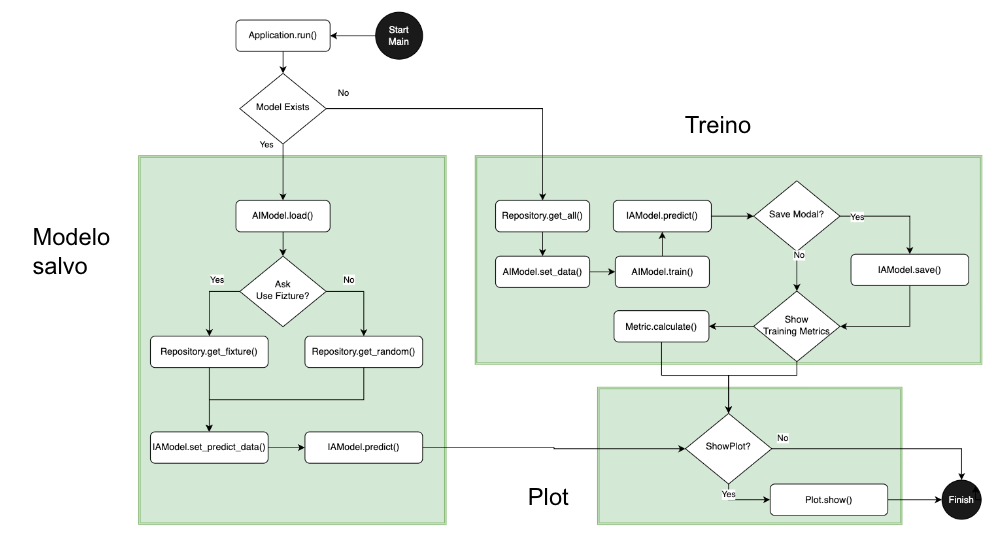 Start
Main
Application.run()
Model Exists
No
Yes
Treino
Modelo
salvo
AIModel.load()
Ask
Use Fizture?
Yes
No
Repository.get_fixture()
Repository.get_random()
IAModel.set_predict_data()
IAModel.predict()
Repository.get_all()
AIModel.set_data()
AIModel.train()
IAModel.predict()
Save Modal?
Yes
No
IAModel.save()
Show
Training Metrics
Metric.calculate()
Plot
ShowPlot?
No
Yes
Plot.show()
Finish